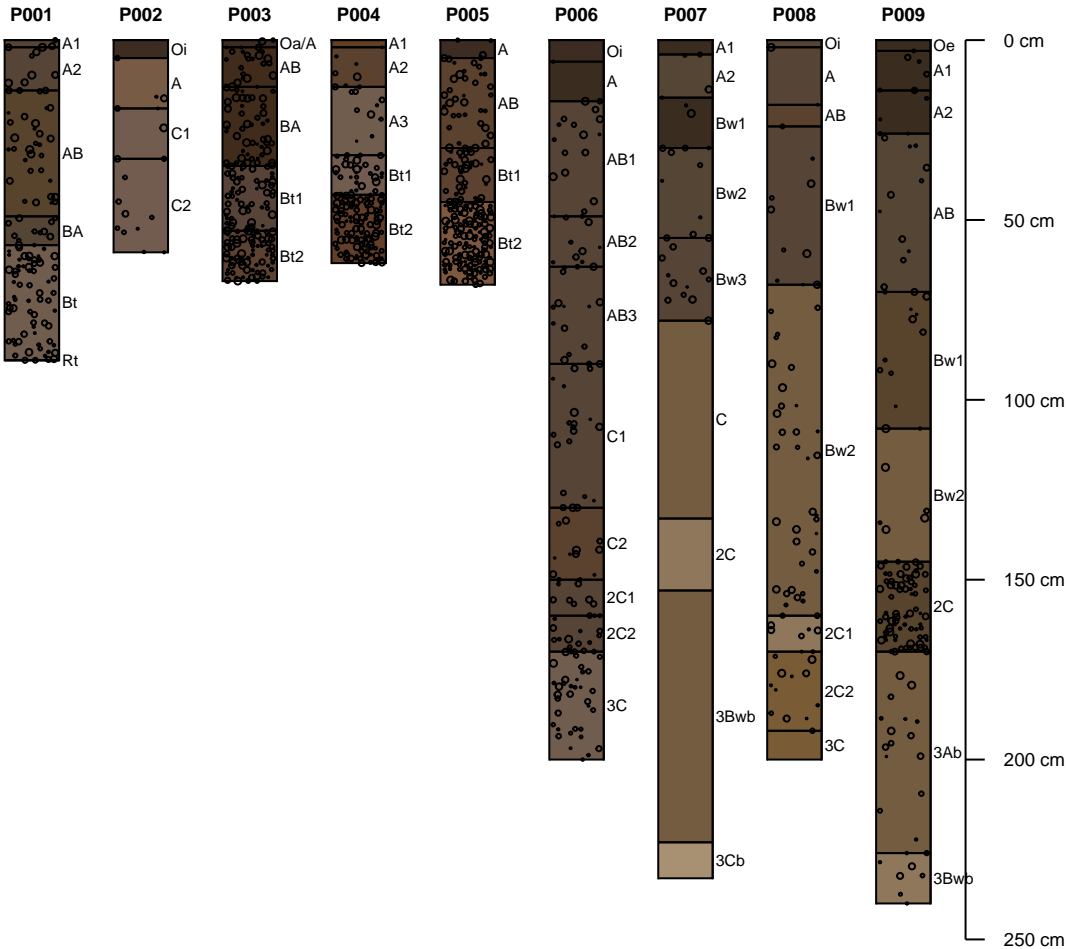 P001 P002 P003 P004 P005 P006 P007 P008 P009
A1
A2
AB
BA
Bt
Rt
Oi
A
C1
C2
Oa/A
AB
BA
Bt1
Bt2
A1
A2
A3
Bt1
Bt2
A
AB
Bt1
Bt2
Oi
A
AB1
AB2
AB3
C1
C2
2C1
2C2
3C
A1
A2
Bw1
Bw2
Bw3
C
2C
3Bwb
3Cb
Oi
A
AB
Bw1
Bw2
2C1
2C2
3C
Oe
A1
A2
AB
Bw1
Bw2
2C
3Ab
3Bwb
0 cm
50 cm
100 cm
150 cm
200 cm
250 cm